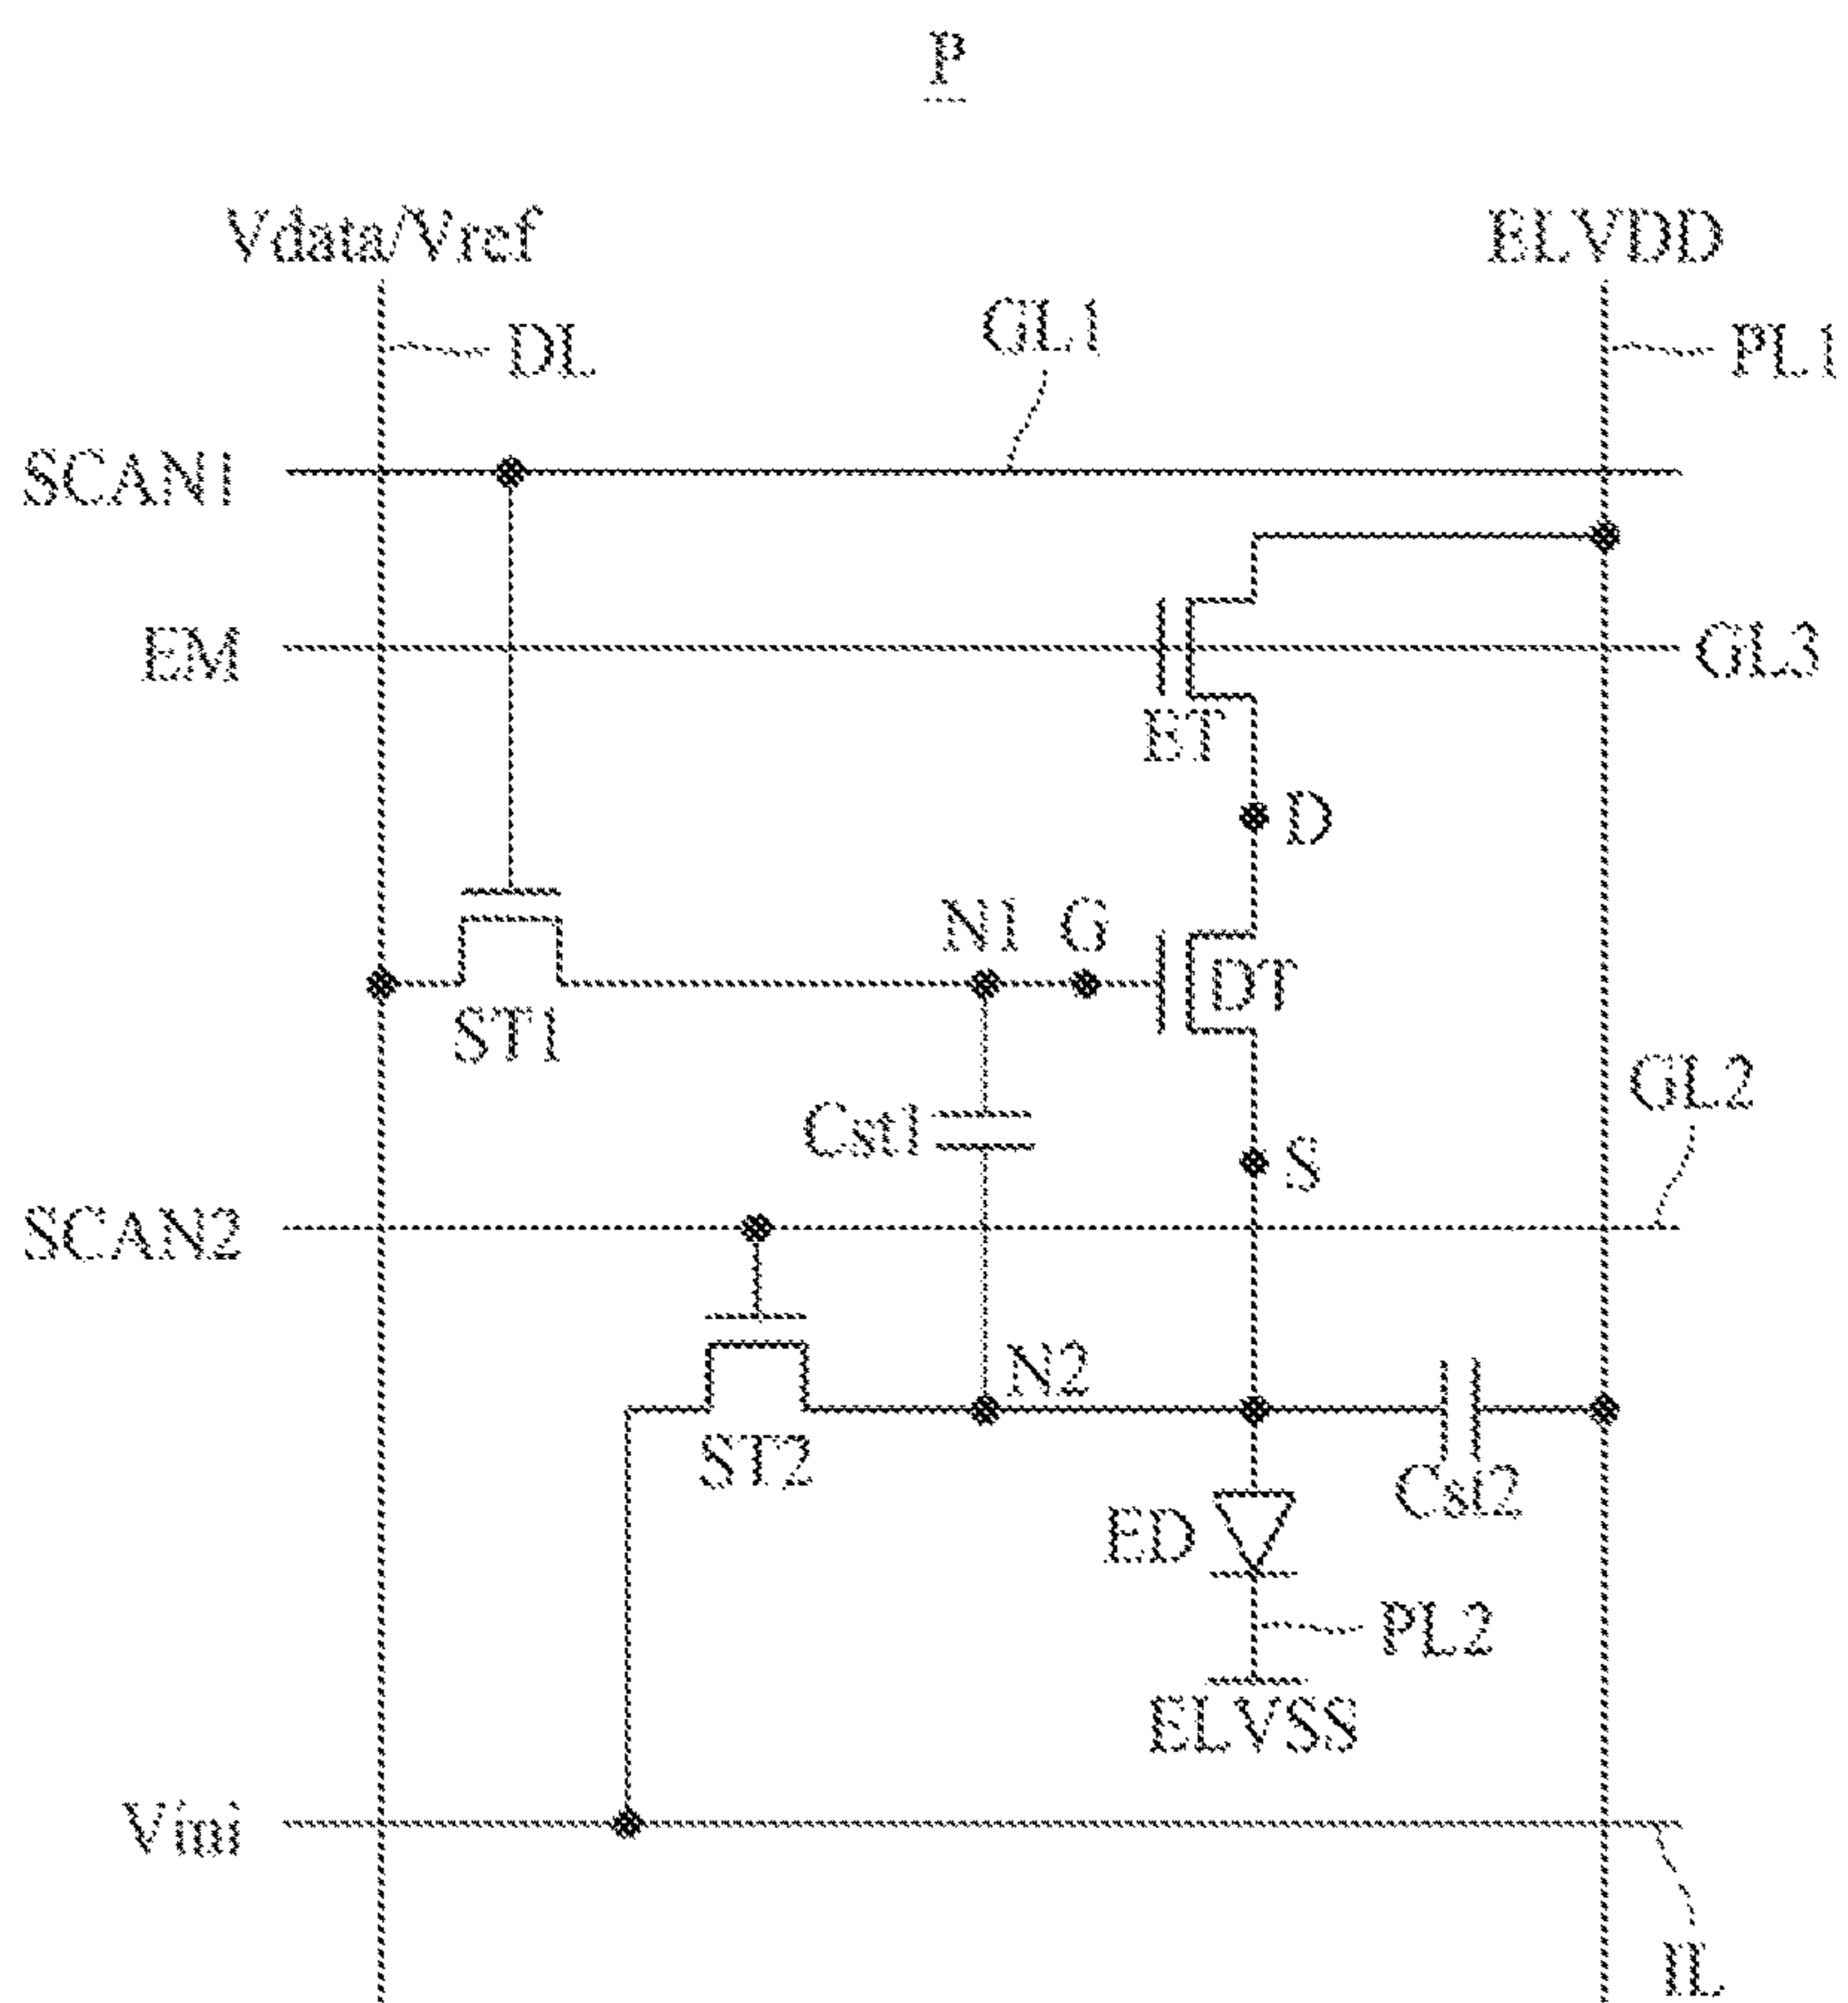 P
Vdata/Vref
ELVDD
DL
GL1
PL1
SCAN1
EM
GL3
ET
D
N1
G
DT
ST1
GL2
Cst1
S
SCAN2
N2
ST2
Cst2
ED
PL2
ELVSS
Vini
IL